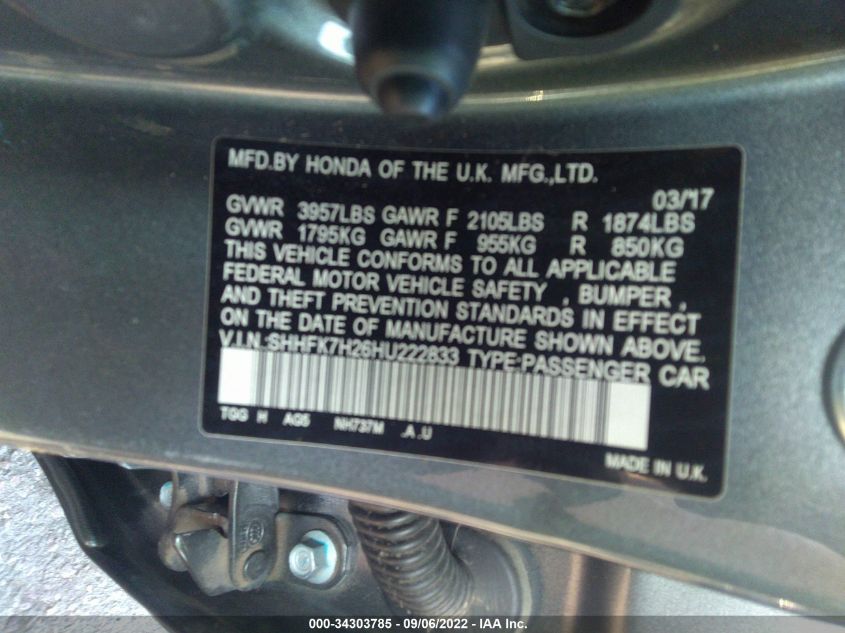 MFD.BY HONDA OF THE U.K. MFG.,LTD.
03/17
GVWR 3957LBS GAWR F 2105LBS R 1874LBS
GVWR 1795KG GAWR F 955KG R 850KG
THIS VEHICLE CONFORMS TO ALL APPLICABLE
FEDERAL MOTOR VEHICLE SAFETY , BUMPER ,
AND THEFT PREVENTION STANDARDS IN EFFECT
ON THE DATE OF MANUFACTURE SHOWN ABOVE.
V.I.N.:SHHFK7H26HU222833 TYPE:PASSENGER CAR
TGG H AG5 NH737M .A .U
MADE IN U.K.
000-34303785 - 09/06/2022 - IAA Inc.